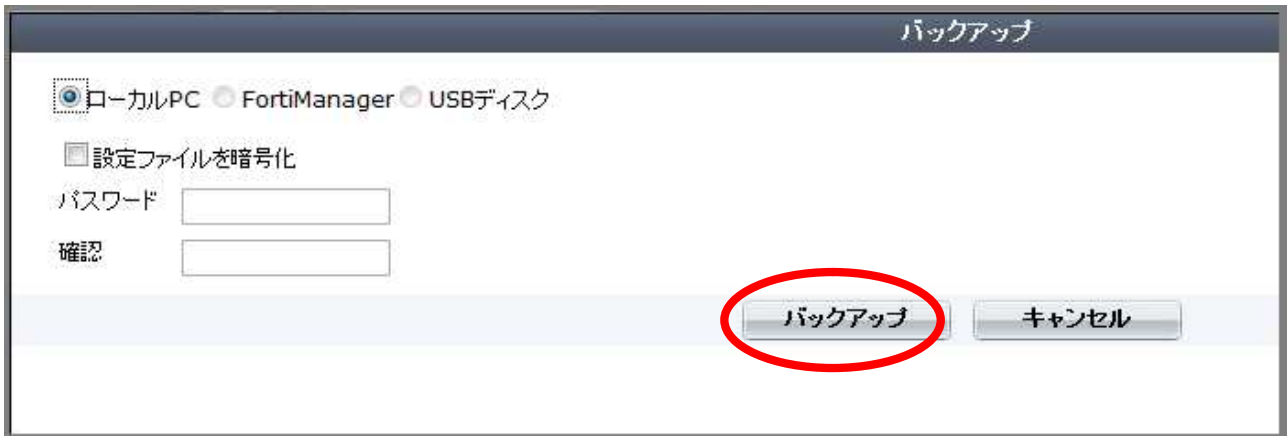 バックアップ
ローカルPC FortiManager USBディスク
設定ファイルを暗号化
パスワード
確認
バックアップ キャンセル